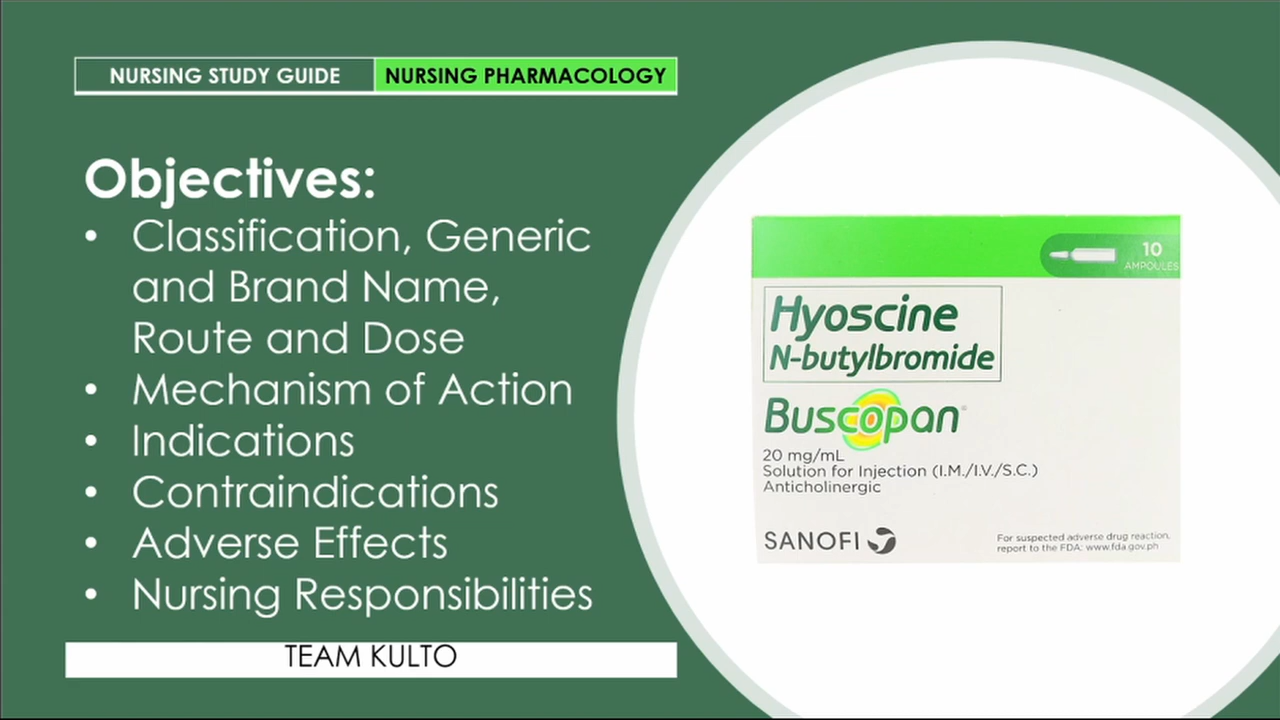 NURSING STUDY GUIDE
NURSING PHARMACOLOGY
Objectives:
• Classification, Generic
and Brand Name,
Route and Dose
• Mechanism of Action
• Indications
• Contraindications
• Adverse Effects
• Nursing Responsibilities
TEAM KULTO
10
AMPOULES
Hyoscine
N-butylbromide
Buscopan®
20 mg/mL
Solution for Injection (I.M./I.V./S.C.)
Anticholinergic
SANOFI
For suspected adverse drug reaction,
report to the FDA: www.fda.gov.ph